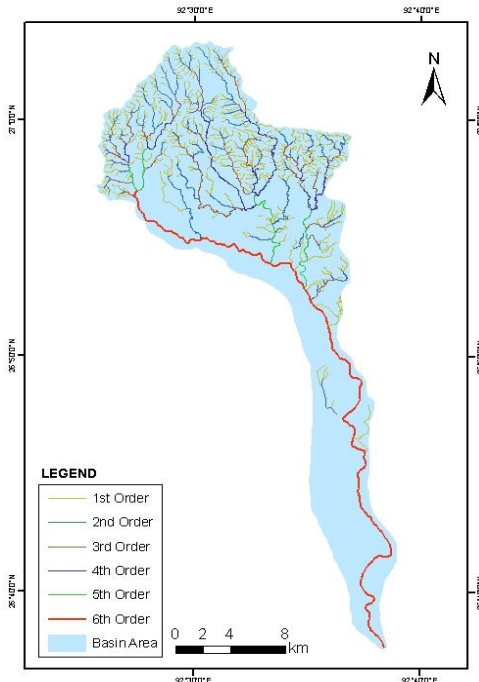 92°30'0"E 92°40'0"E
N
27°0'0"N
26°50'0"N
26°40'0"N
LEGEND
1st Order
2nd Order
3rd Order
4th Order
5th Order
6th Order
Basin Area
0 2 4 8
km
92°30'0"E 92°40'0"E